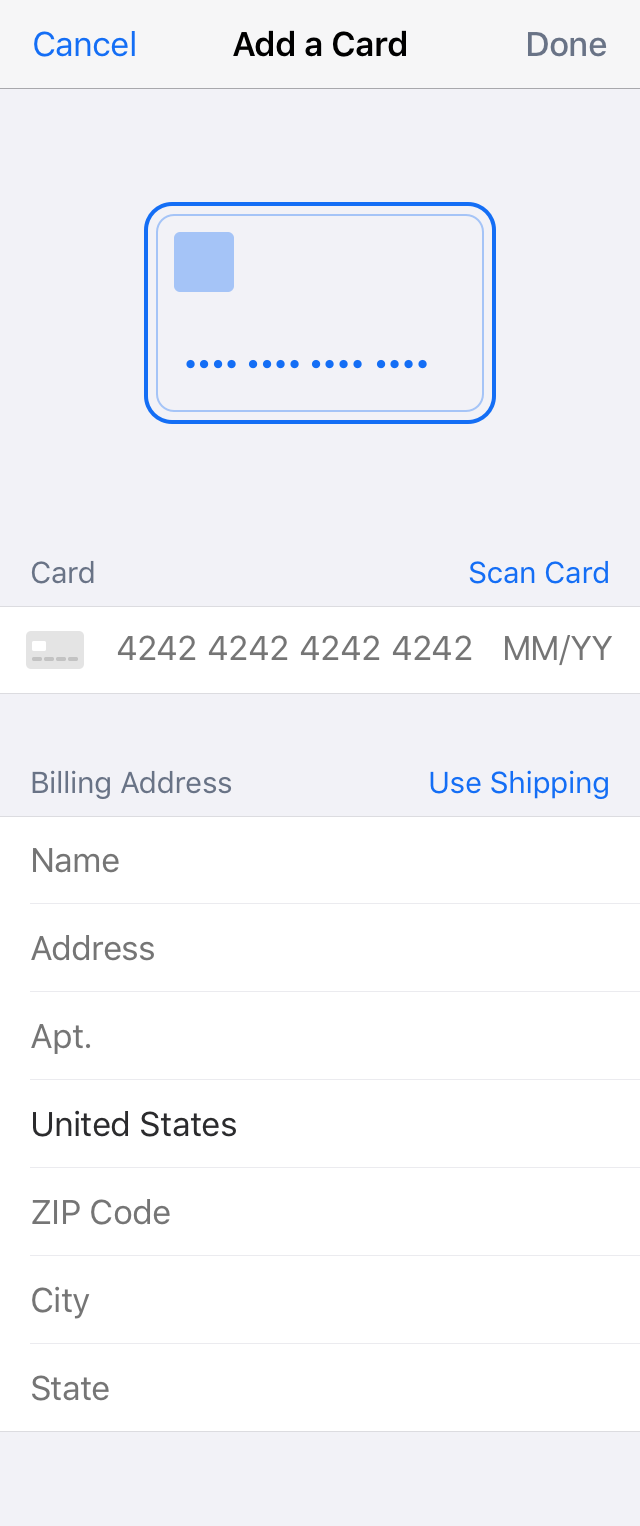 Cancel Add a Card Done
Card Scan Card
4242 4242 4242 4242 MM/YY
Billing Address Use Shipping
Name
Address
Apt.
United States
ZIP Code
City
State